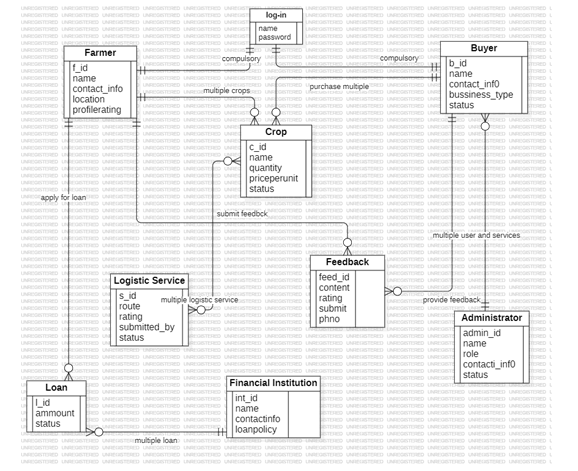 log-in
name
password
Farmer
f_id
name
contact_info
location
profilerating
compulsory
compulsory
Buyer
b_id
name
contact_inf0
bussiness_type
status
multiple crops
purchase multiple
Crop
c_id
name
quantity
priceperunit
status
apply for loan
submit feedbck
multiple user and services
Feedback
feed_id
content
rating
submit
phno
Logistic Service
s_id
route
rating
submitted_by
status
multiple logistic service
provide feedback
Administrator
admin_id
name
role
contacti_inf0
status
Loan
l_id
ammount
status
Financial Institution
int_id
name
contactinfo
loanpolicy
multiple loan
UNREGISTERED